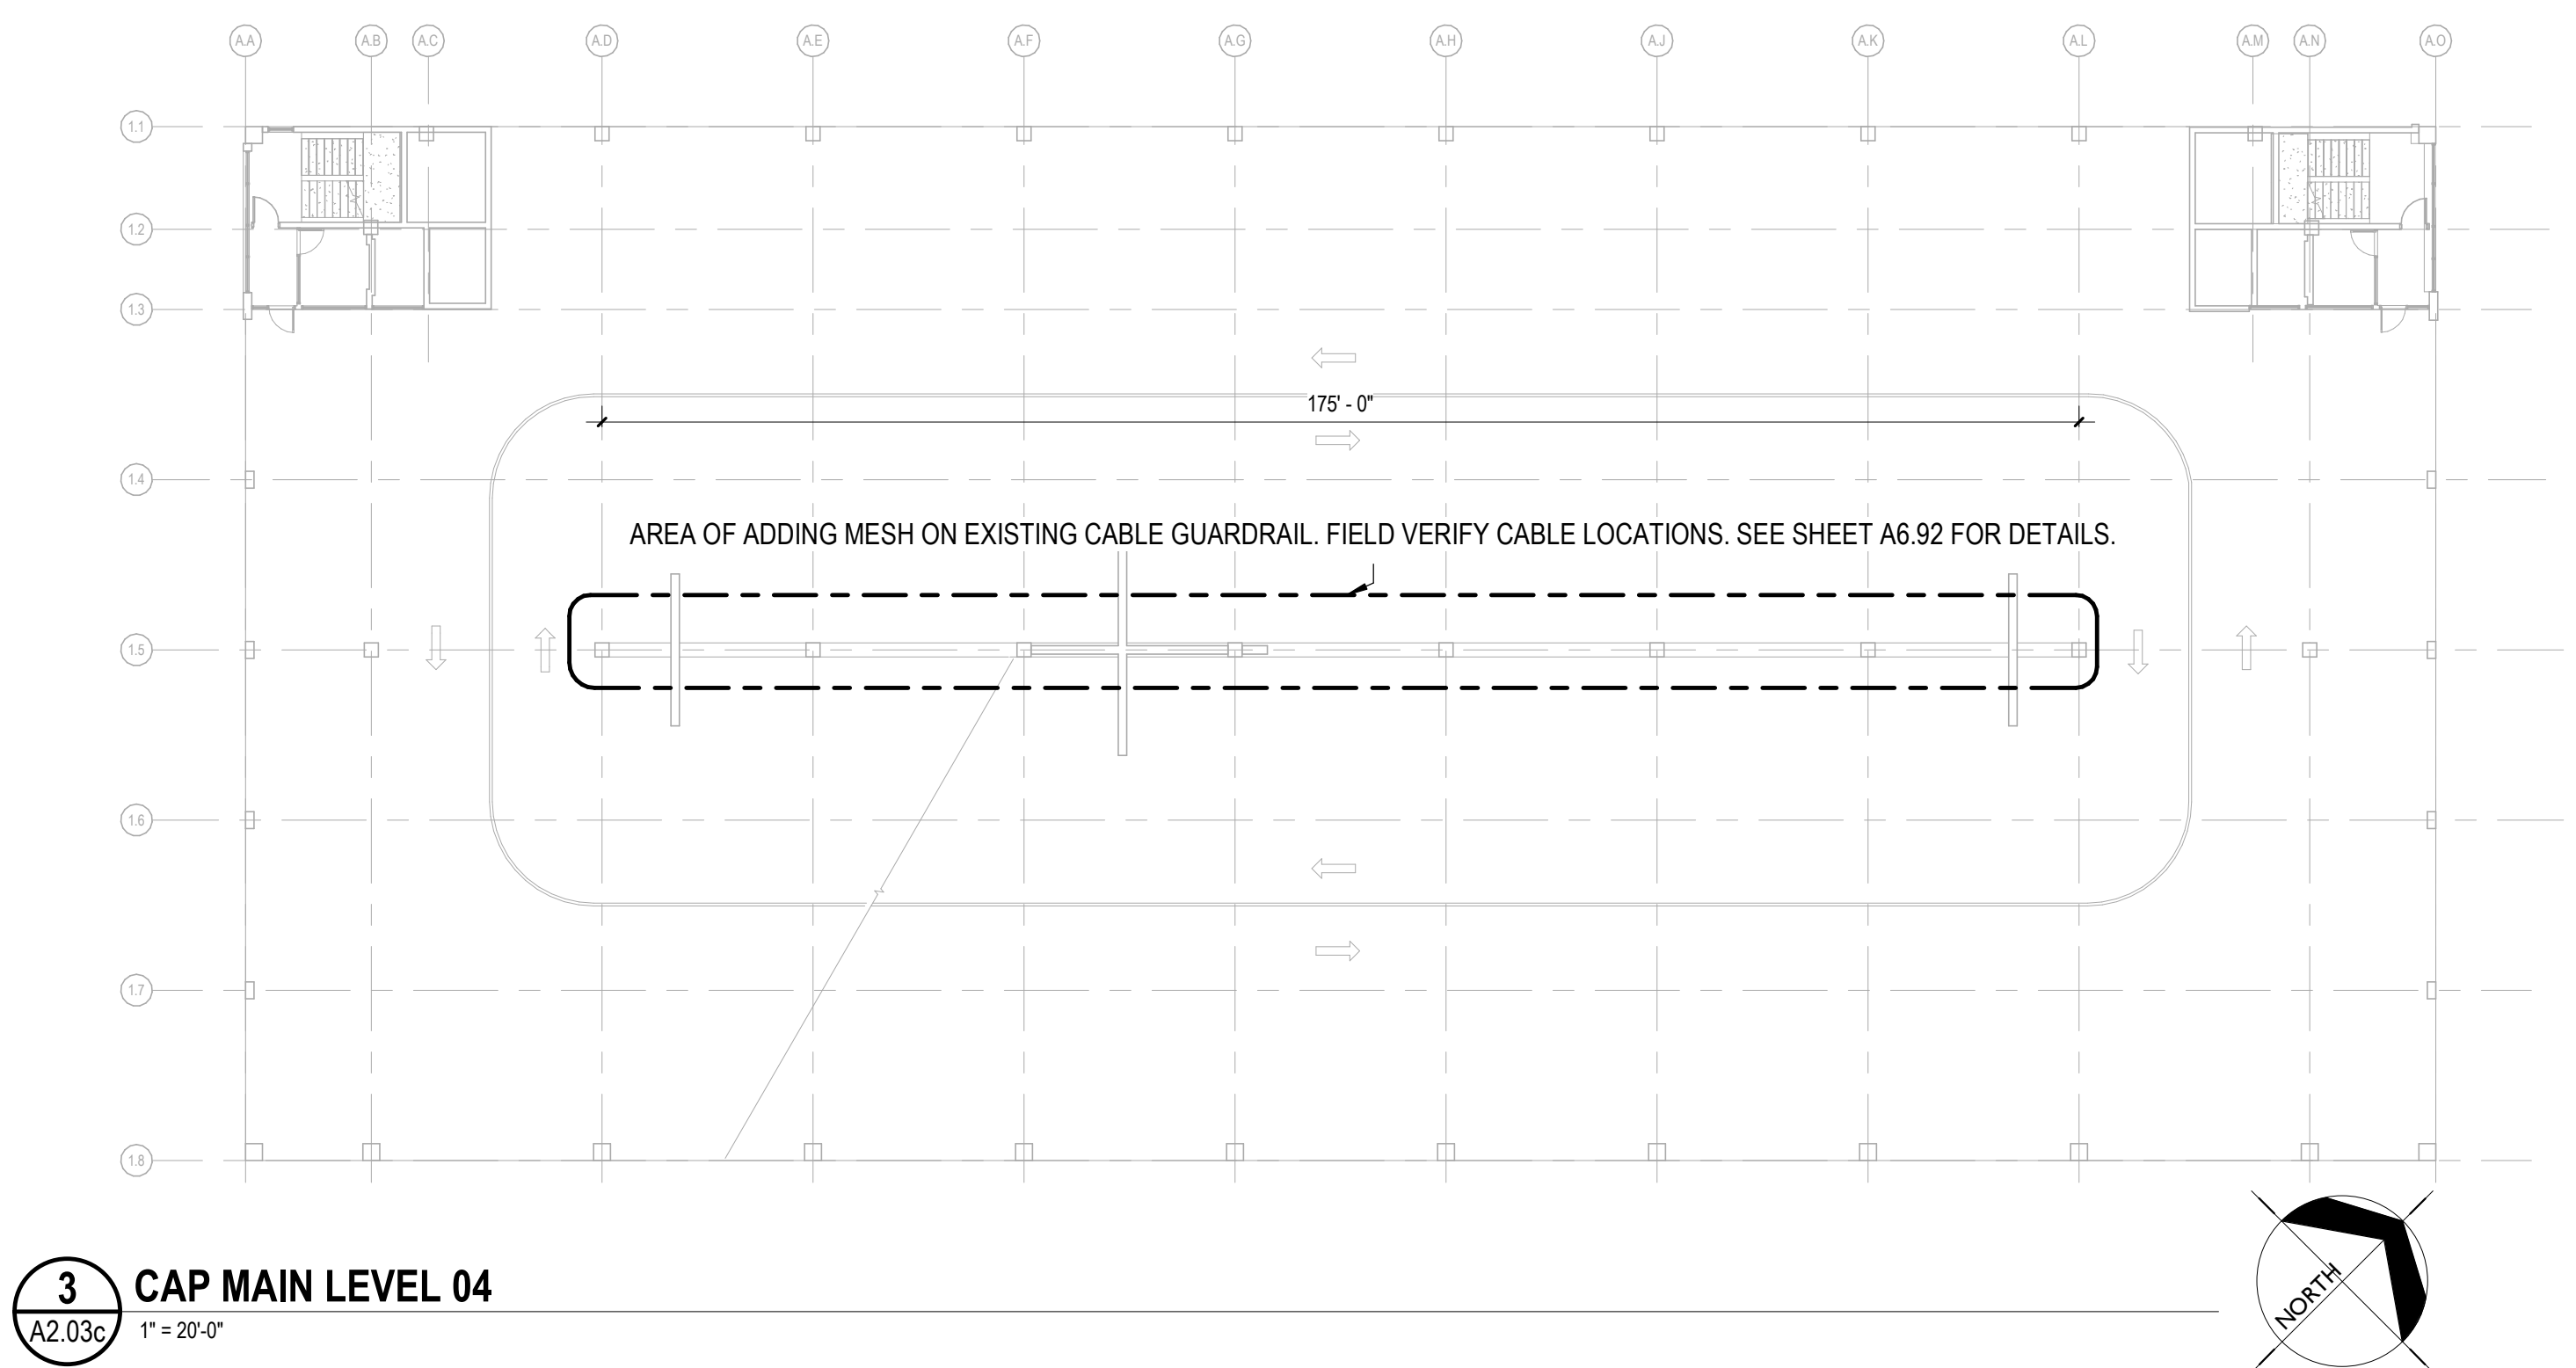 A.A A.B A.C A.D A.E A.F A.G A.H A.J A.K A.L A.M A.N A.O
1.1
1.2
1.3
175' - 0"
1.4
AREA OF ADDING MESH ON EXISTING CABLE GUARDRAIL. FIELD VERIFY CABLE LOCATIONS. SEE SHEET A6.92 FOR DETAILS.
1.5
1.6
1.7
1.8
3
A2.03c
CAP MAIN LEVEL 04
1" = 20'-0"
NORTH